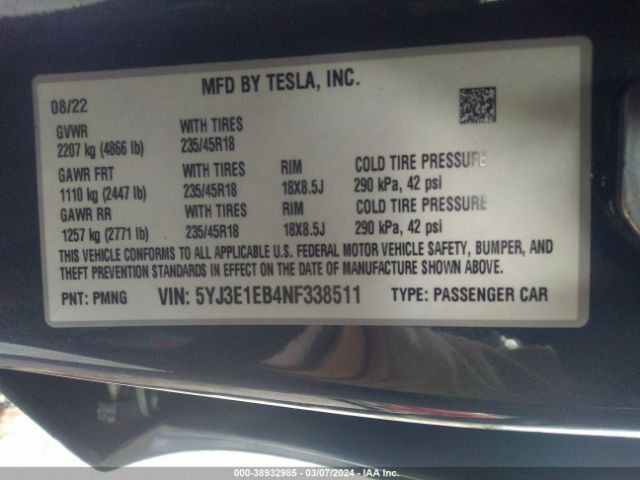 MFD BY TESLA, INC.
08/22
GVWR WITH TIRES
2207 kg (4866 lb) 235/45R18
GAWR FRT WITH TIRES RIM COLD TIRE PRESSURE
1110 kg (2447 lb) 235/45R18 18X8.5J 290 kPa, 42 psi
GAWR RR WITH TIRES RIM COLD TIRE PRESSURE
1257 kg (2771 lb) 235/45R18 18X8.5J 290 kPa, 42 psi
THIS VEHICLE CONFORMS TO ALL APPLICABLE U.S. FEDERAL MOTOR VEHICLE SAFETY, BUMPER, AND
THEFT PREVENTION STANDARDS IN EFFECT ON THE DATE OF MANUFACTURE SHOWN ABOVE.
PNT: PMNG VIN: 5YJ3E1EB4NF338511 TYPE: PASSENGER CAR
000-38932985 - 03/07/2024 - IAA Inc.